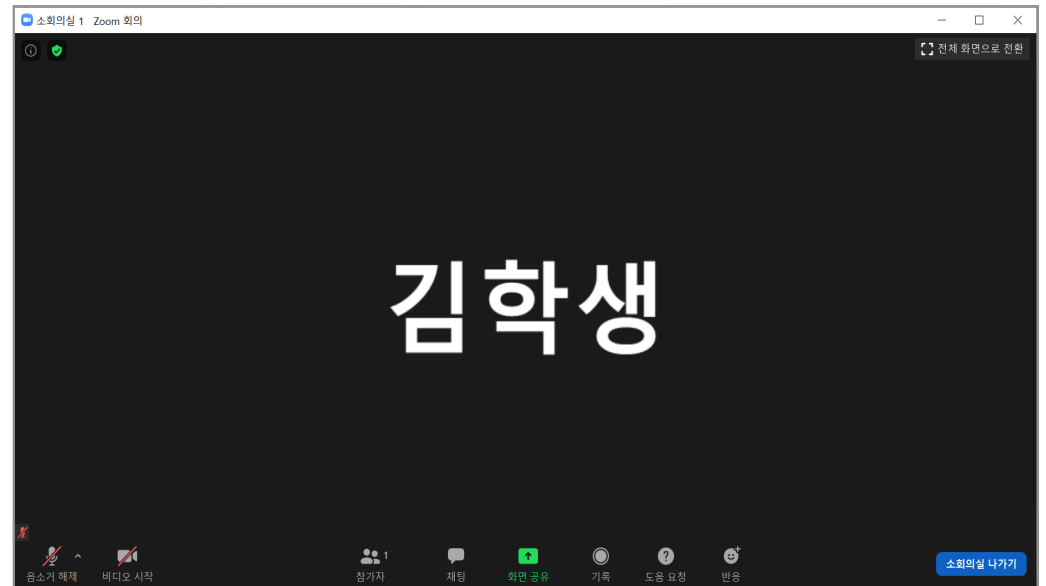 소회의실 1 Zoom 회의
전체 화면으로 전환
김학생
1
음소거 해제 비디오 시작 참가자 채팅 화면 공유 기록 도움 요청 반응 소회의실 나가기